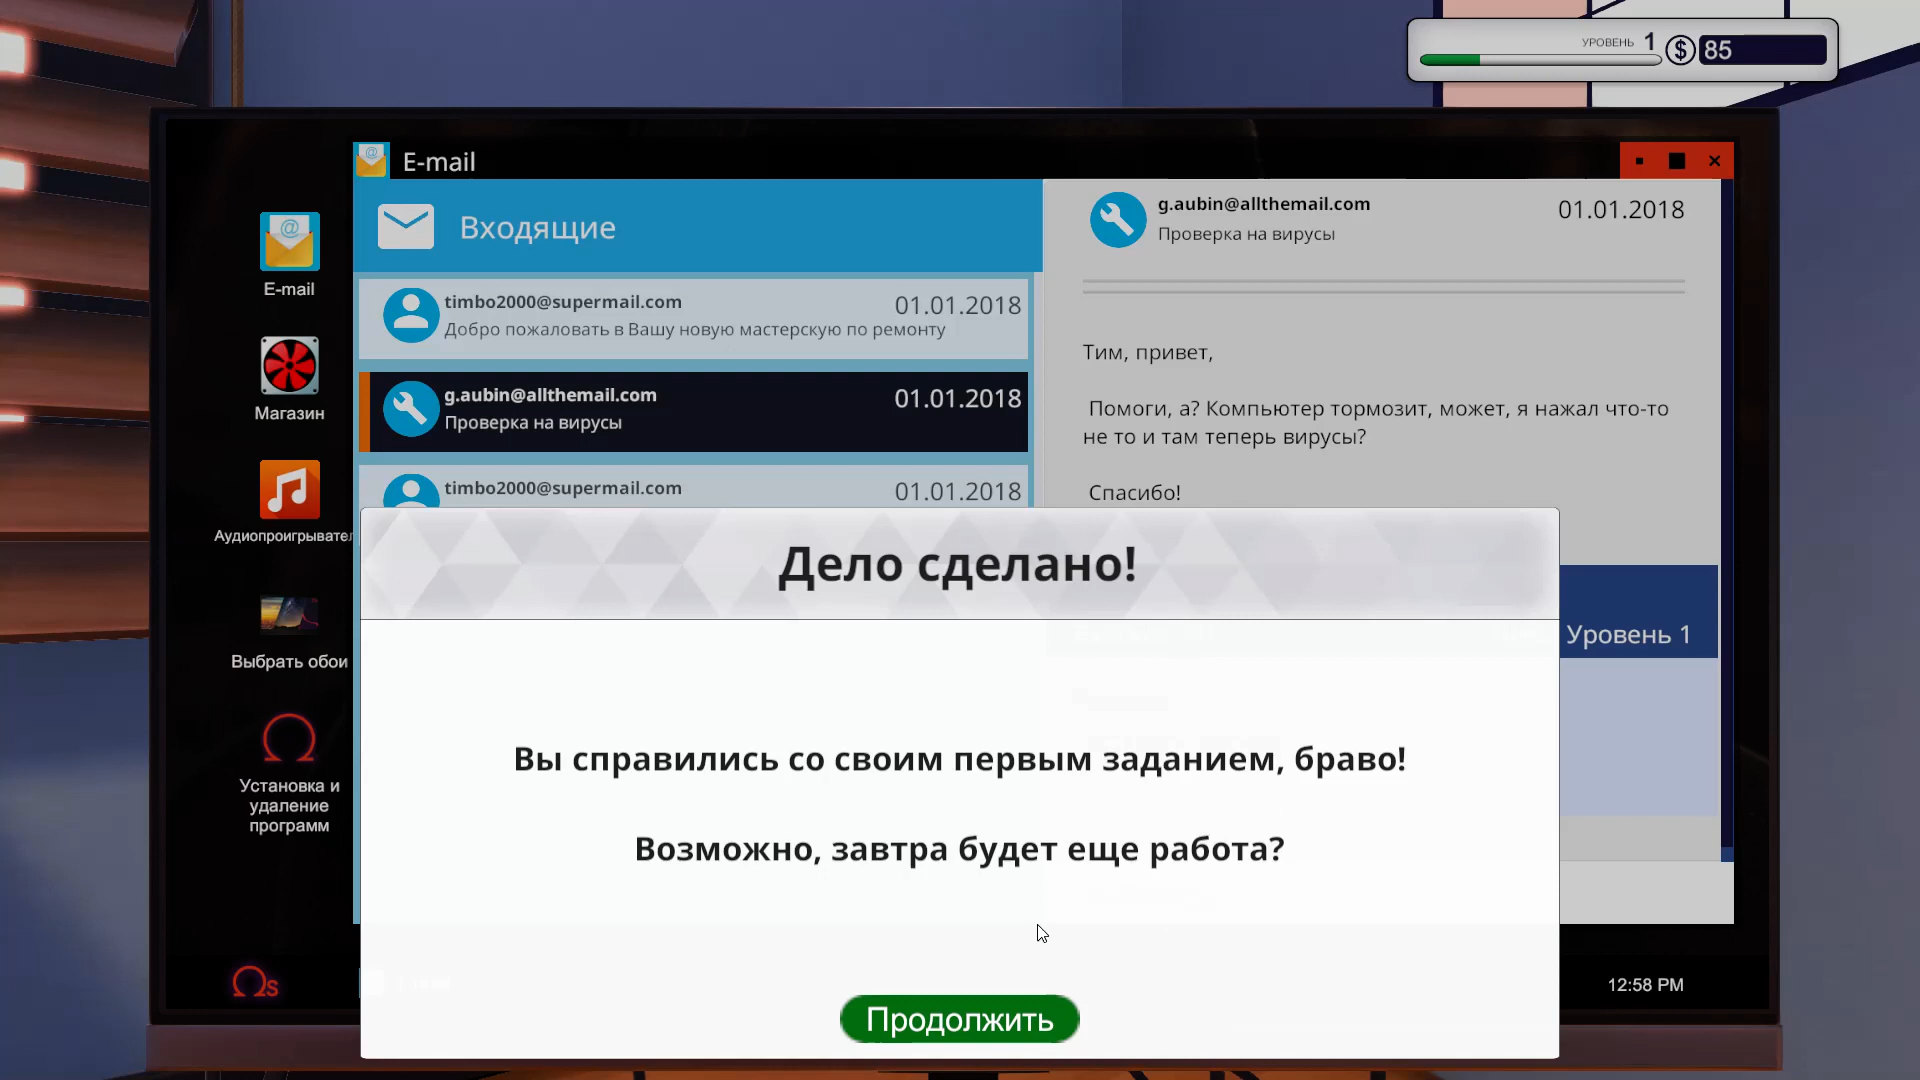 УРОВЕНЬ 1
85
E-mail
Входящие
timbo2000@supermail.com
01.01.2018
Добро пожаловать в Вашу новую мастерскую по ремонту
g.aubin@allthemail.com
01.01.2018
Проверка на вирусы
timbo2000@supermail.com
01.01.2018
g.aubin@allthemail.com
01.01.2018
Проверка на вирусы
Тим, привет,
Помоги, а? Компьютер тормозит, может, я нажал что-то
не то и там теперь вирусы?
Спасибо!
Уровень 1
E-mail
Магазин
Аудиопроигрывател
Выбрать обои
Установка и
удаление
программ
Дело сделано!
Вы справились со своим первым заданием, браво!
Возможно, завтра будет еще работа?
Продолжить
Ωs
12:58 PM